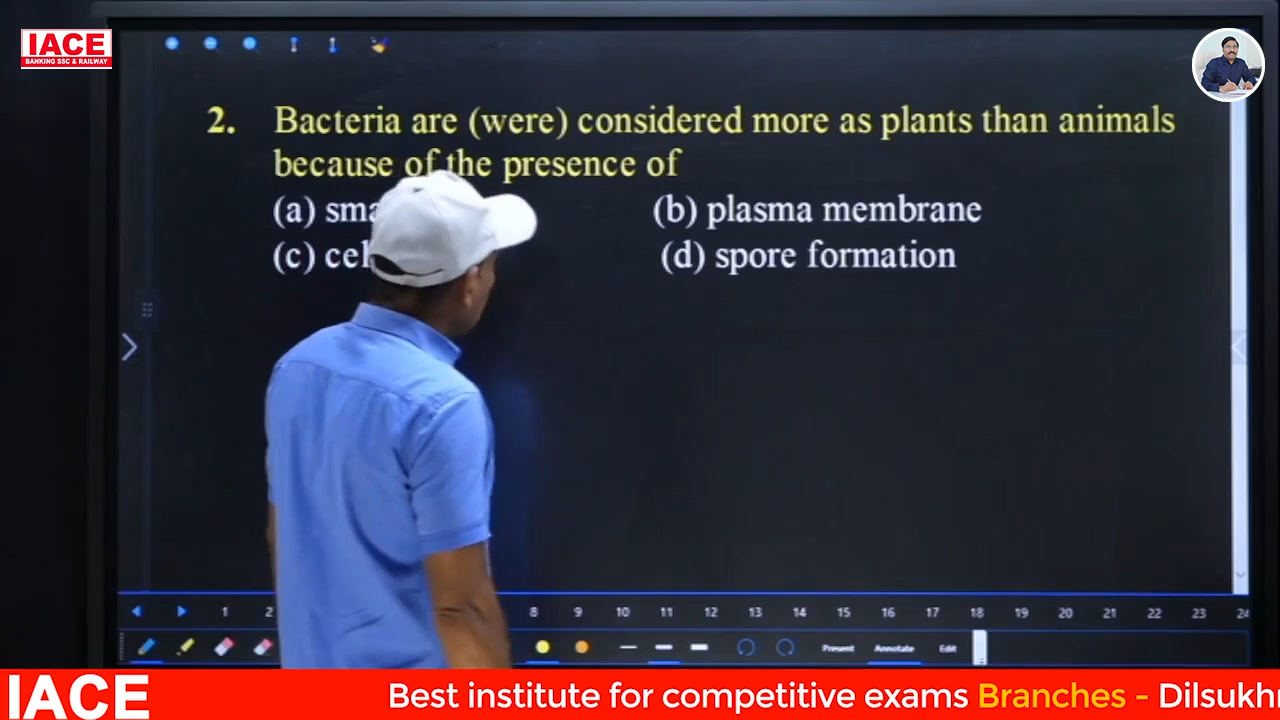 IACE
BANKING SSC & RAILWAY
2. Bacteria are (were) considered more as plants than animals
because of the presence of
(a) (b) plasma membrane
(c) (d) spore formation
1 2 8 9 10 11 12 13 14 15 16 17 18 19 20 21 22 23 24
Present Annotate Edit
IACE Best institute for competitive exams Branches - Dilsukh